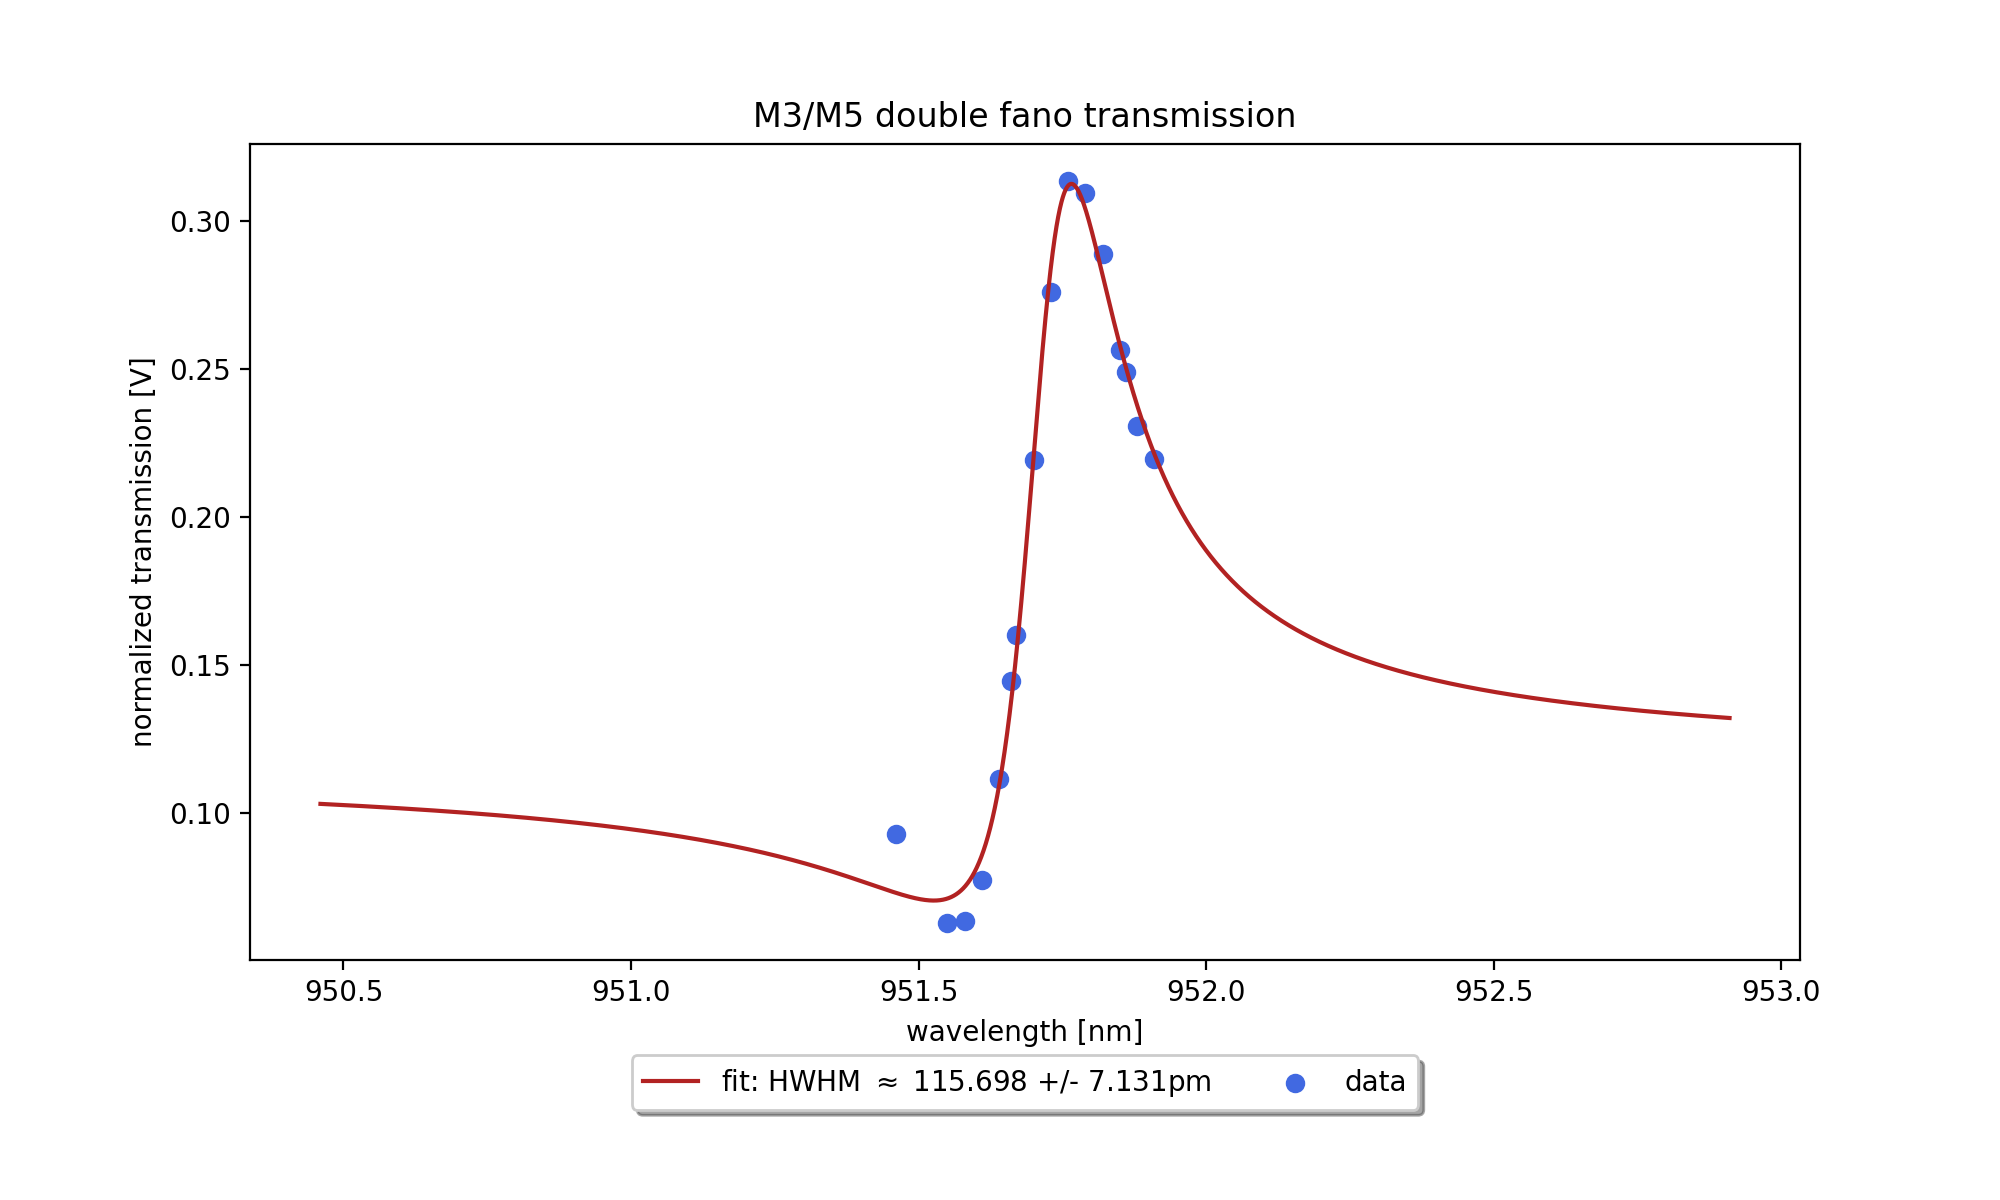 M3/M5 double fano transmission
normalized transmission [V]
0.30
0.25
0.20
0.15
0.10
950.5 951.0 951.5 952.0 952.5 953.0
wavelength [nm]
fit: HWHM ≈ 115.698 +/- 7.131pm data